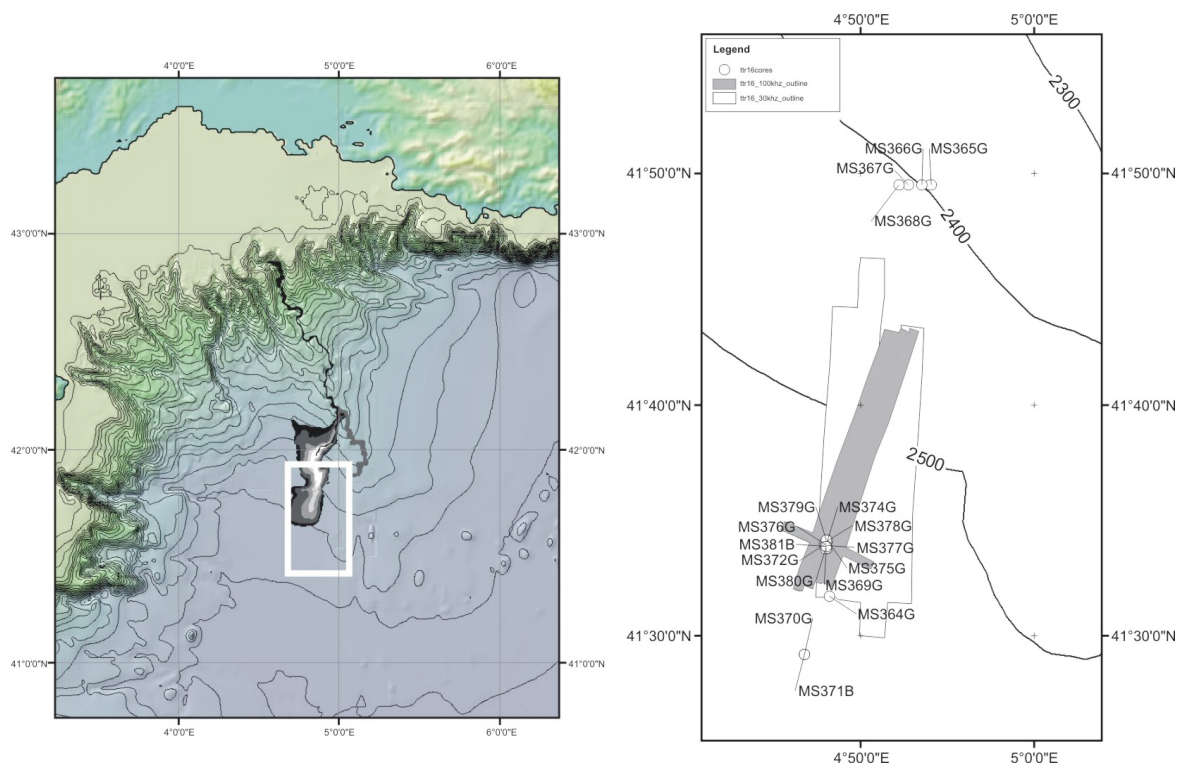 4°0'0"E 5°0'0"E 6°0'0"E
43°0'0"N 43°0'0"N
42°0'0"N 42°0'0"N
41°0'0"N 41°0'0"N
4°0'0"E 5°0'0"E 6°0'0"E
4°50'0"E 5°0'0"E
Legend
ttr16cores
ttr16_100khz_outline
ttr16_30khz_outline
2300
MS366G MS365G
MS367G
41°50'0"N 41°50'0"N
MS368G
2400
41°40'0"N 41°40'0"N
2500
MS379G MS374G
MS376G MS378G
MS381B MS377G
MS372G MS375G
MS380G MS369G
MS370G MS364G
41°30'0"N 41°30'0"N
MS371B
4°50'0"E 5°0'0"E